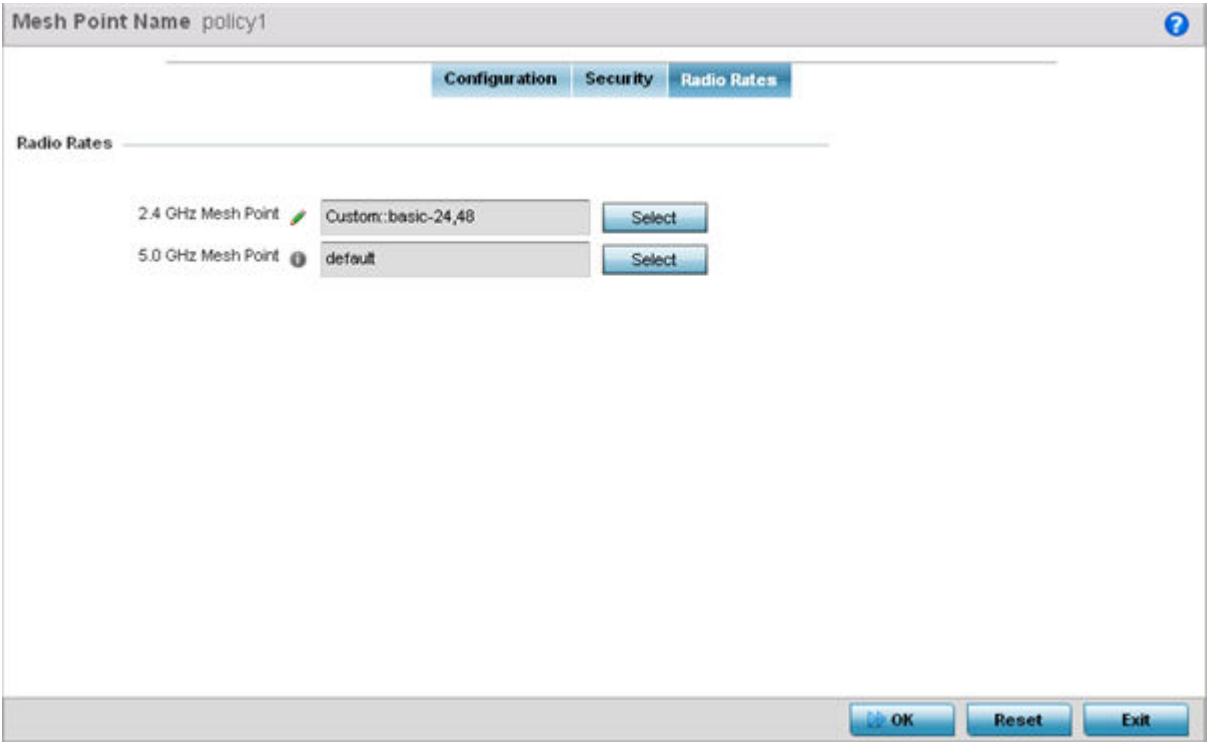 Mesh Point Name policy1
?
Configuration Security Radio Rates
Radio Rates
2.4 GHz Mesh Point Custom::basic-24,48 Select
5.0 GHz Mesh Point i default Select
OK Reset Exit